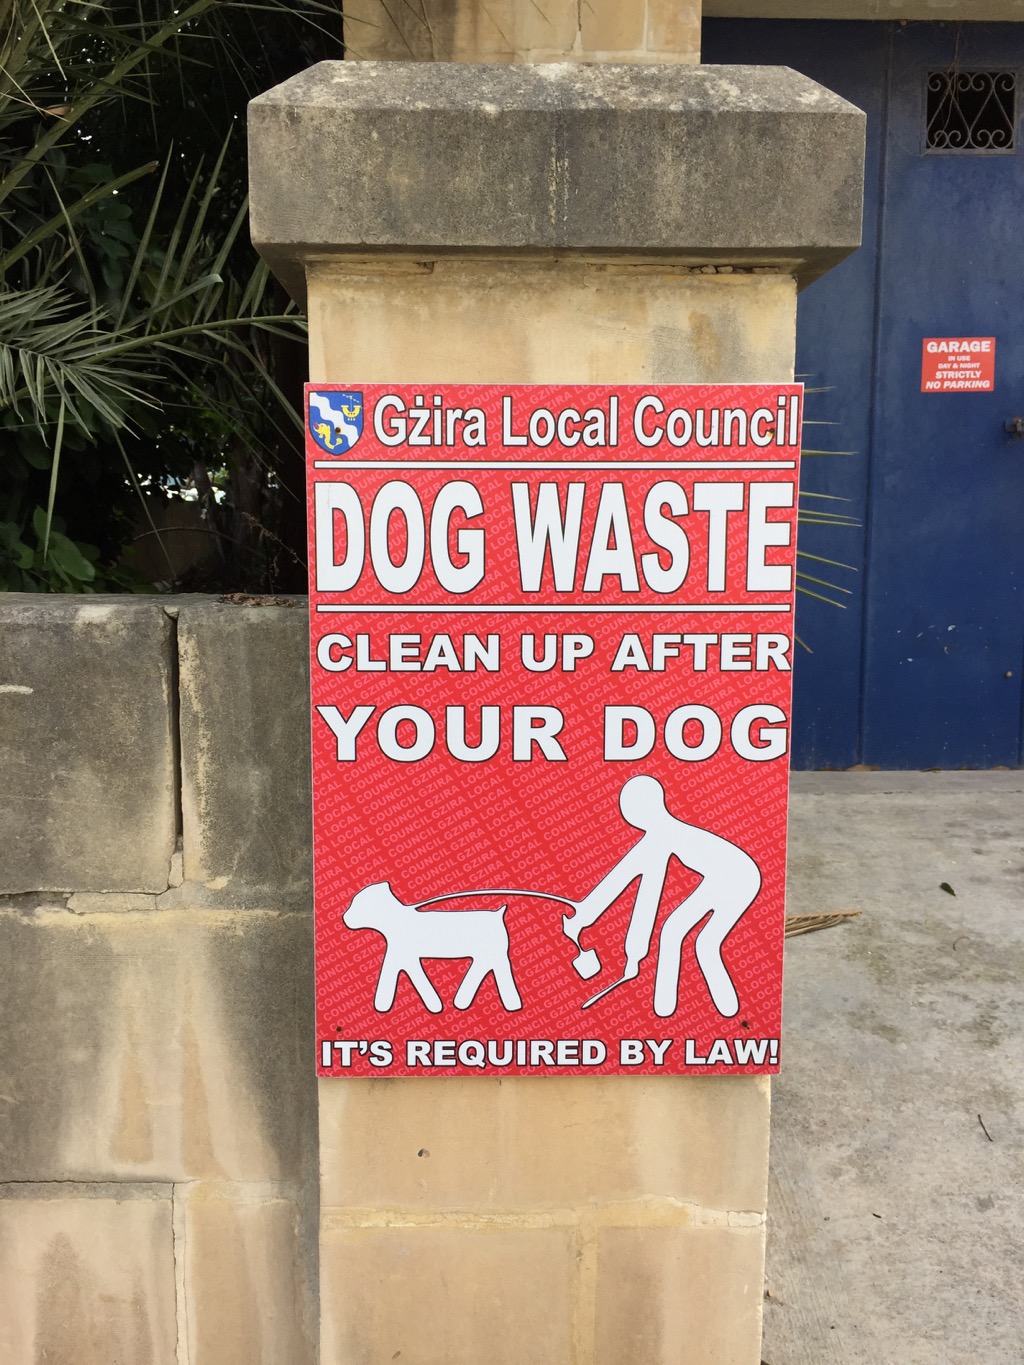 Gżira Local Council
DOG WASTE
CLEAN UP AFTER
YOUR DOG
IT'S REQUIRED BY LAW!
GARAGE
IN USE
DAY & NIGHT
STRICTLY
NO PARKING